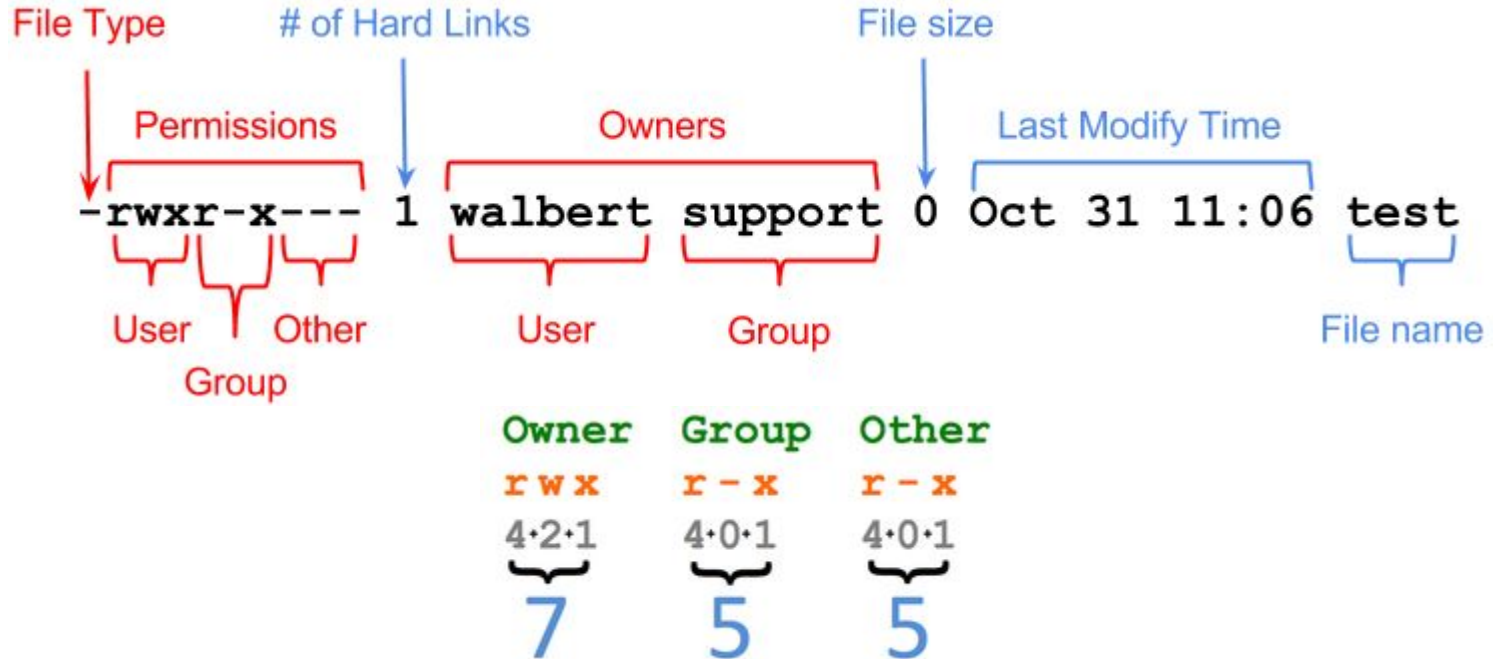 File Type # of Hard Links File size
Permissions Owners Last Modify Time
-rwxr-x--- 1 walbert support 0 Oct 31 11:06 test
User Other User Group File name
Group
Owner Group Other
r w x r - x r - x
4+2+1 4+0+1 4+0+1
7 5 5